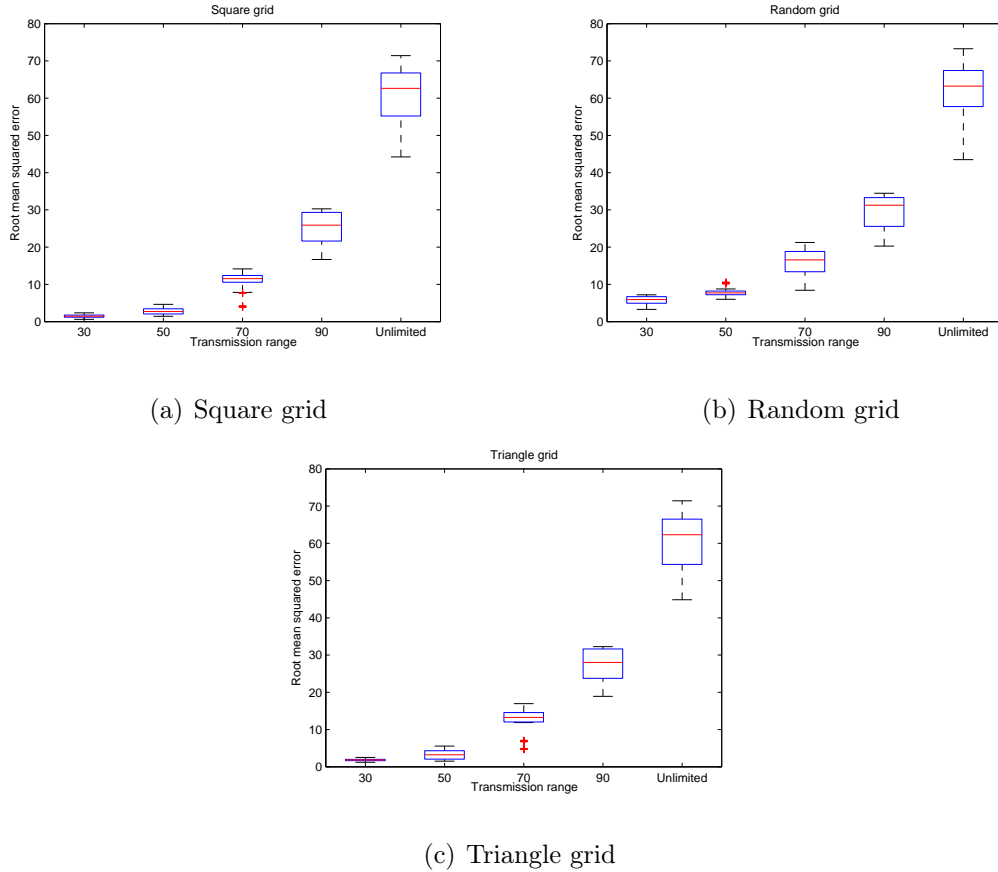 Square grid
80
70
60
50
40
30
20
10
0
Root mean squared error
30 50 70 90 Unlimited
Transmission range
(a) Square grid
Random grid
80
70
60
50
40
30
20
10
0
Root mean squared error
30 50 70 90 Unlimited
Transmission range
(b) Random grid
Triangle grid
80
70
60
50
40
30
20
10
0
Root mean squared error
30 50 70 90 Unlimited
Transmission range
(c) Triangle grid